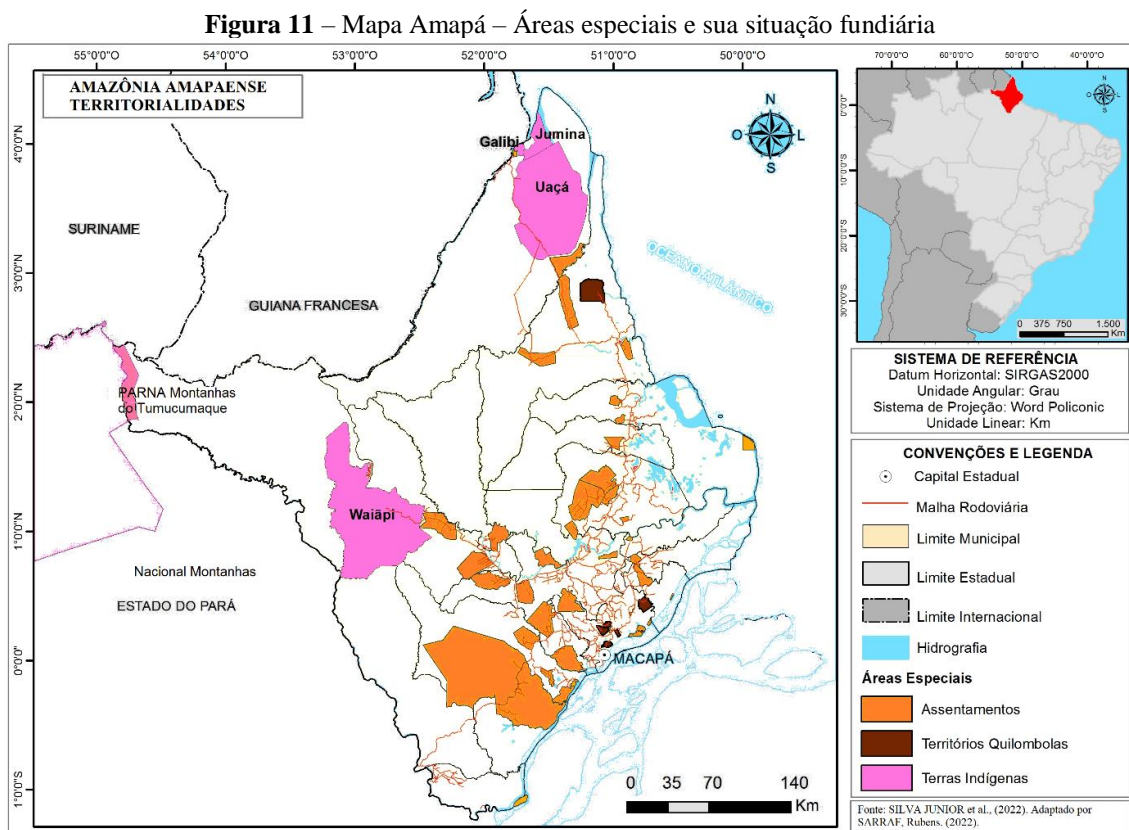 Figura 11 – Mapa Amapá – Áreas especiais e sua situação fundiária
55°0'0"O 54°0'0"O 53°0'0"O 52°0'0"O 51°0'0"O 50°0'0"O
AMAZÔNIA AMAPAENSE
TERRITORIALIDADES
4°0'0"N
3°0'0"N
2°0'0"N
1°0'0"N
0°0'0"
1°0'0"S
N
O L
S
Galibi
Jumina
Uaçá
SURINAME
GUIANA FRANCESA
OCEANO ATLÂNTICO
PARNA Montanhas
do Tumucumaque
Waiãpi
Nacional Montanhas
ESTADO DO PARÁ
MACAPÁ
0 35 70 140
Km
70°0'0"O 60°0'0"O 50°0'0"O 40°0'0"O
0°0'0"
10°0'0"S
20°0'0"S
30°0'0"S
N
O L
S
0 375 750 1.500
Km
SISTEMA DE REFERÊNCIA
Datum Horizontal: SIRGAS2000
Unidade Angular: Grau
Sistema de Projeção: Word Policonic
Unidade Linear: Km
CONVENÇÕES E LEGENDA
Capital Estadual
Malha Rodoviária
Limite Municipal
Limite Estadual
Limite Internacional
Hidrografia
Áreas Especiais
Assentamentos
Territórios Quilombolas
Terras Indígenas
Fonte: SILVA JUNIOR et al., (2022). Adaptado por
SARRAF, Rubens. (2022).